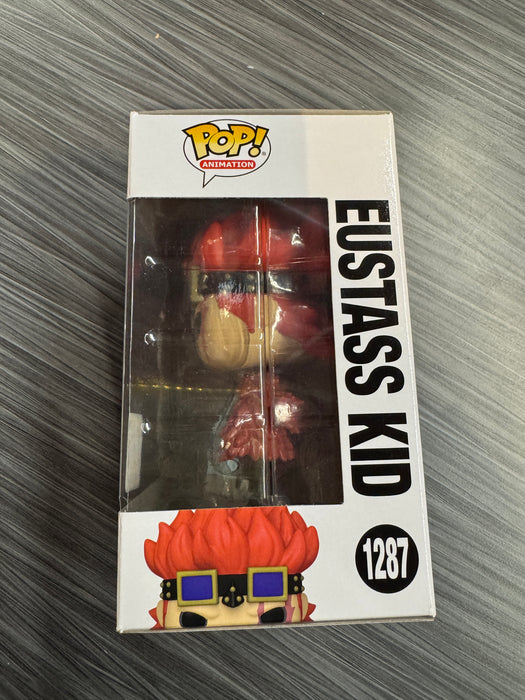 POP!
ANIMATION
EUSTASS KID
1287